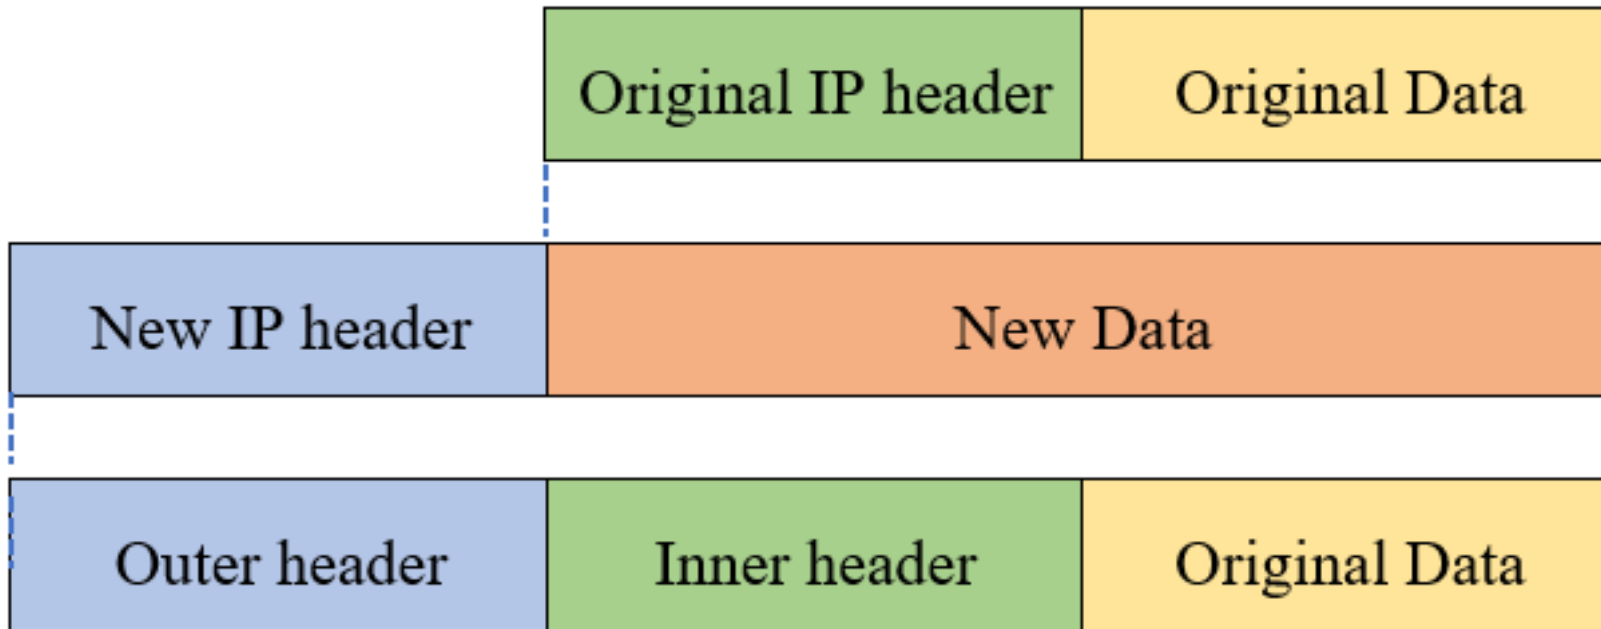 Original IP header Original Data
New IP header New Data
Outer header Inner header Original Data